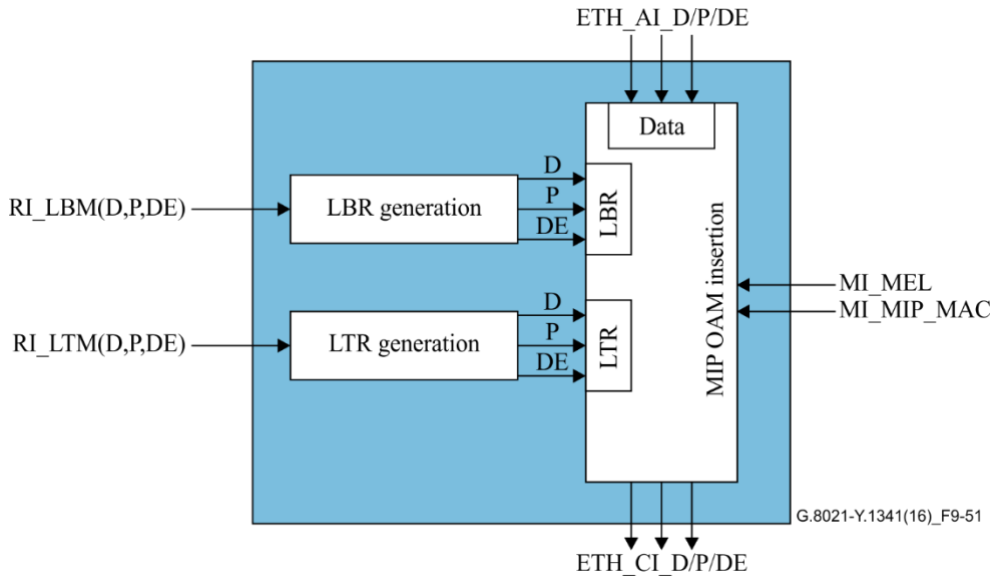 ETH_AI_D/P/DE
Data
D
RI_LBM(D,P,DE)
LBR generation
P
DE
LBR
MIP OAM insertion
MI_MEL
MI_MIP_MAC
D
RI_LTM(D,P,DE)
LTR generation
P
DE
LTR
G.8021-Y.1341(16)_F9-51
ETH_CI_D/P/DE